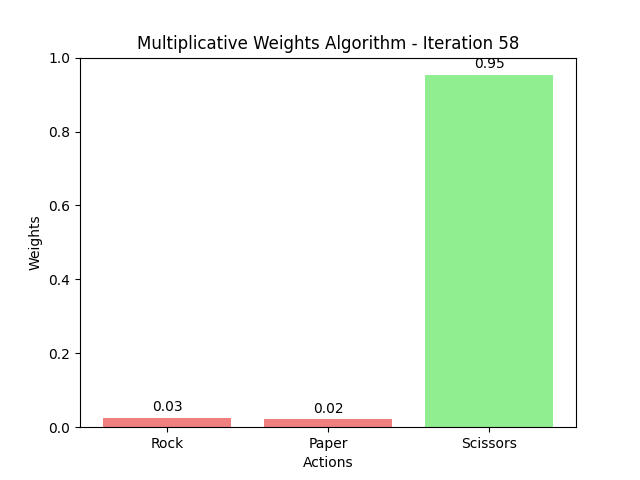 Multiplicative Weights Algorithm - Iteration 58
1.0
0.95
0.8
0.6
Weights
0.4
0.2
0.03
0.02
0.0
Rock Paper Scissors
Actions